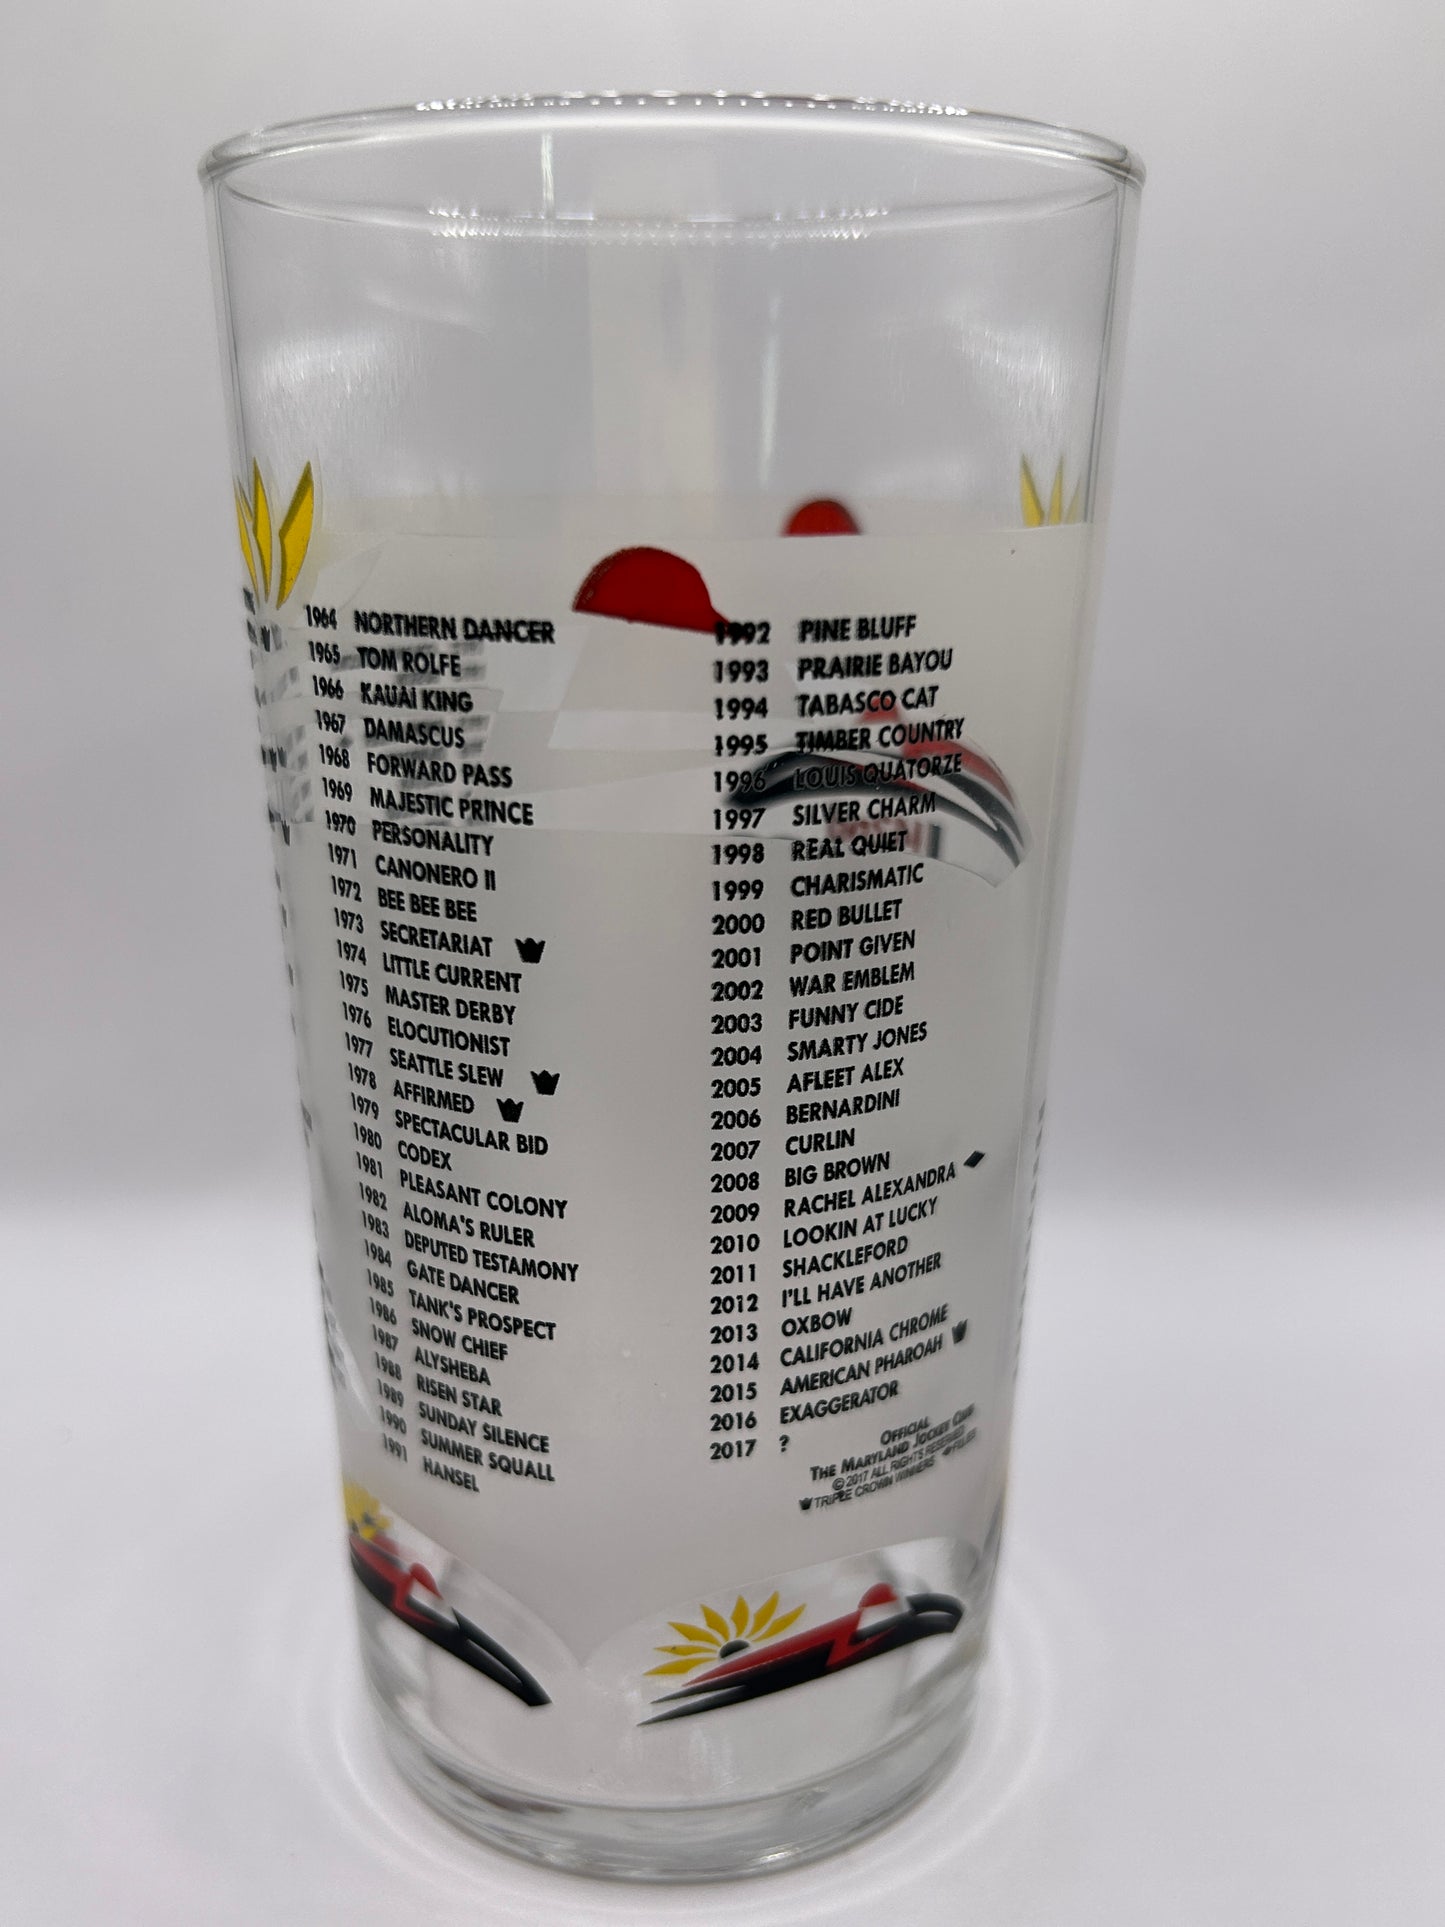 1964 NORTHERN DANCER
1965 TOM ROLFE
1966 KAUAI KING
1967 DAMASCUS
1968 FORWARD PASS
1969 MAJESTIC PRINCE
1970 PERSONALITY
1971 CANONERO II
1972 BEE BEE BEE
1973 SECRETARIAT
1974 LITTLE CURRENT
1975 MASTER DERBY
1976 ELOCUTIONIST
1977 SEATTLE SLEW
1978 AFFIRMED
1979 SPECTACULAR BID
1980 CODEX
1981 PLEASANT COLONY
1982 ALOMA'S RULER
1983 DEPUTED TESTAMONY
1984 GATE DANCER
1985 TANK'S PROSPECT
1986 SNOW CHIEF
1987 ALYSHEBA
1988 RISEN STAR
1989 SUNDAY SILENCE
1990 SUMMER SQUALL
1991 HANSEL
1992 PINE BLUFF
1993 PRAIRIE BAYOU
1994 TABASCO CAT
1995 TIMBER COUNTRY
1996 LOUIS QUATORZE
1997 SILVER CHARM
1998 REAL QUIET
1999 CHARISMATIC
2000 RED BULLET
2001 POINT GIVEN
2002 WAR EMBLEM
2003 FUNNY CIDE
2004 SMARTY JONES
2005 AFLEET ALEX
2006 BERNARDINI
2007 CURLIN
2008 BIG BROWN
2009 RACHEL ALEXANDRA
2010 LOOKIN AT LUCKY
2011 SHACKLEFORD
2012 I'LL HAVE ANOTHER
2013 OXBOW
2014 CALIFORNIA CHROME
2015 AMERICAN PHAROAH
2016 EXAGGERATOR
2017 ?
OFFICIAL
THE MARYLAND JOCKEY CLUB
©2017 ALL RIGHTS RESERVED
TRIPLE CROWN WINNERS FILLIES